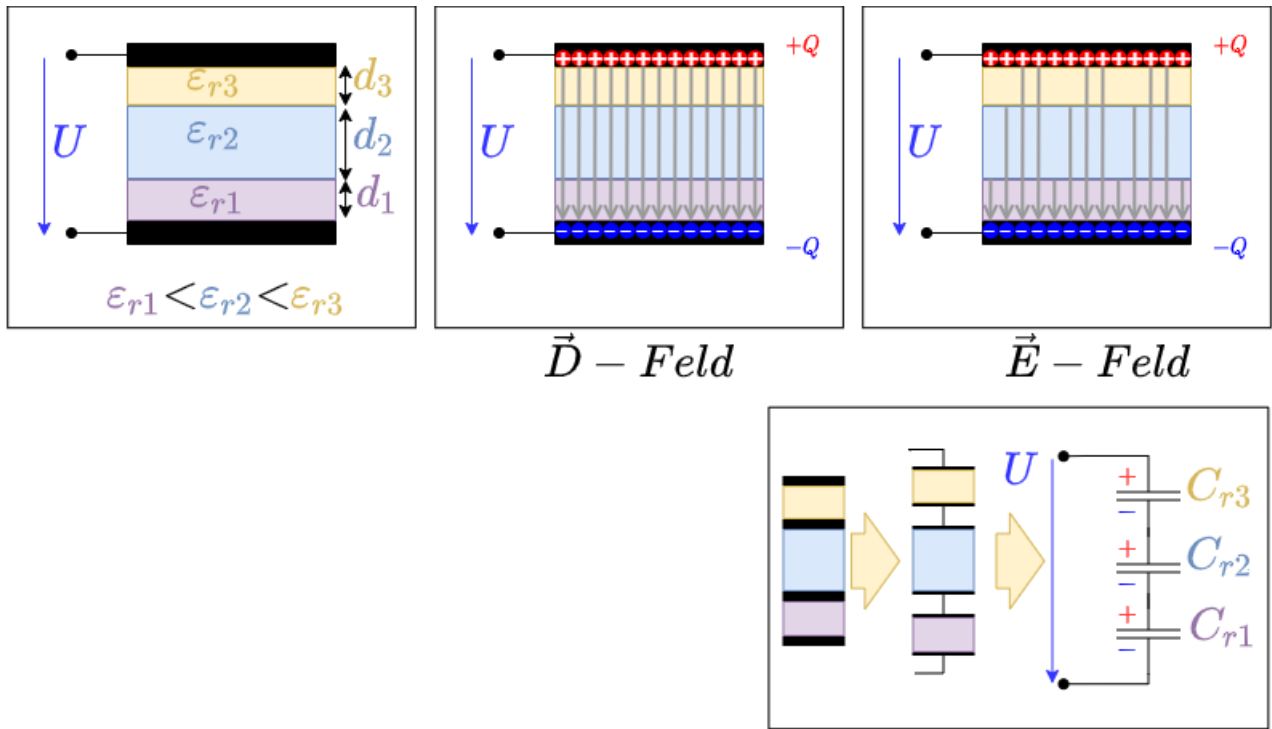 U
εr3
d3
εr2
d2
εr1
d1
εr1<εr2<εr3
U
+Q
−Q
D⃗ − Feld
U
+Q
−Q
E⃗ − Feld
U
+
−
Cr3
+
−
Cr2
+
−
Cr1